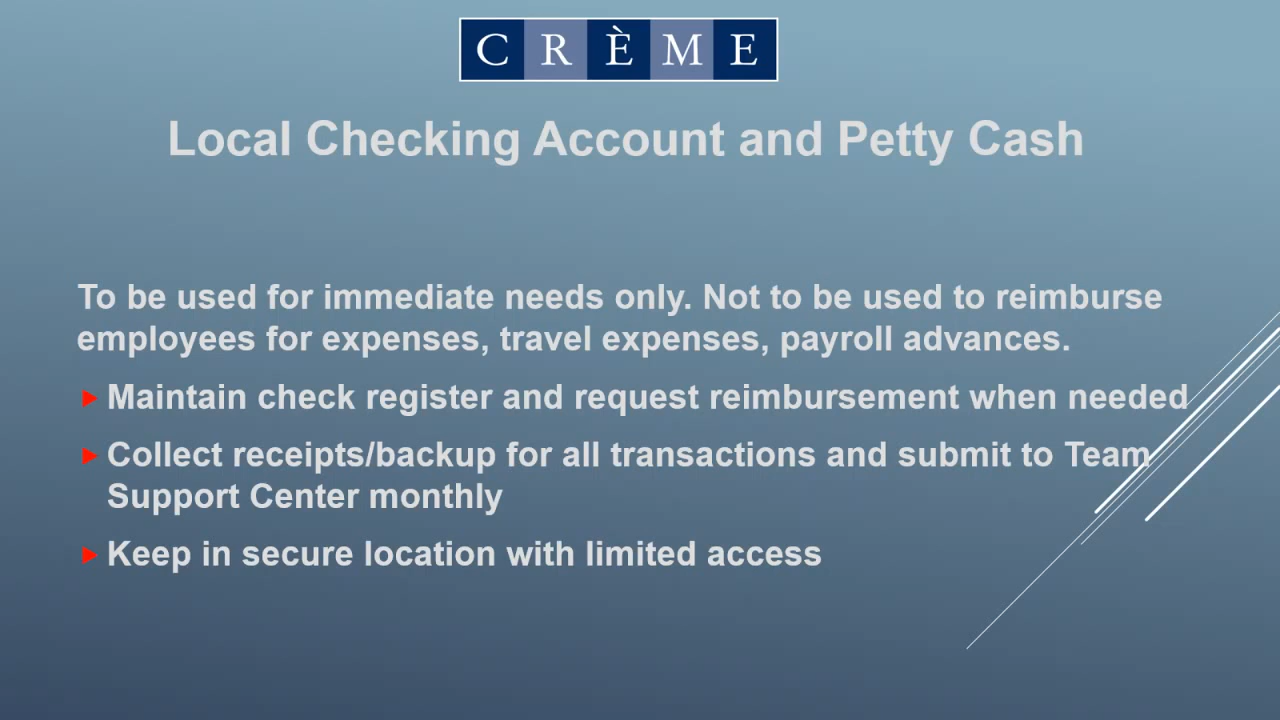 CRÈME
Local Checking Account and Petty Cash
To be used for immediate needs only. Not to be used to reimburse
employees for expenses, travel expenses, payroll advances.
Maintain check register and request reimbursement when needed
Collect receipts/backup for all transactions and submit to Team
Support Center monthly
Keep in secure location with limited access